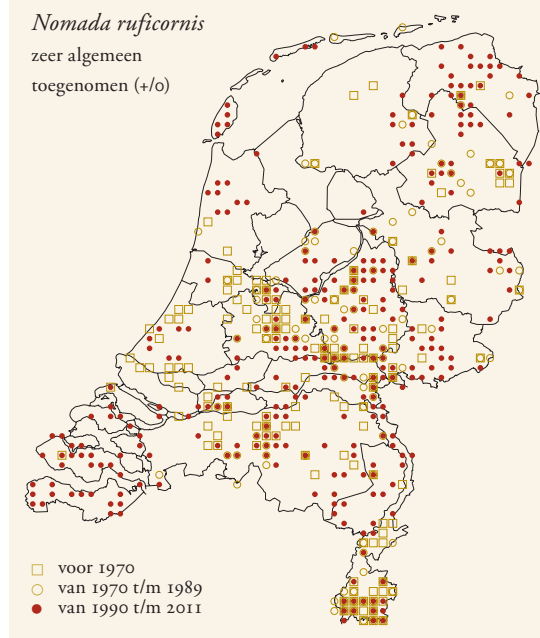 Nomada ruficornis
zeer algemeen
toegenomen (+/0)
voor 1970
van 1970 t/m 1989
van 1990 t/m 2011